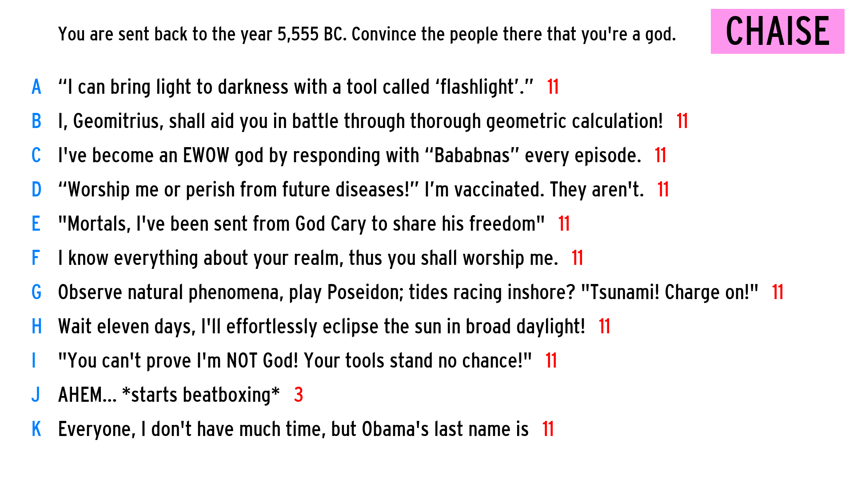 You are sent back to the year 5,555 BC. Convince the people there that you're a god.
CHAISE
A “I can bring light to darkness with a tool called ‘flashlight’.” 11
B I, Geomitrius, shall aid you in battle through thorough geometric calculation! 11
C I've become an EWOW god by responding with “Bababnas” every episode. 11
D “Worship me or perish from future diseases!” I’m vaccinated. They aren't. 11
E "Mortals, I've been sent from God Cary to share his freedom" 11
F I know everything about your realm, thus you shall worship me. 11
G Observe natural phenomena, play Poseidon; tides racing inshore? "Tsunami! Charge on!" 11
H Wait eleven days, I'll effortlessly eclipse the sun in broad daylight! 11
I "You can't prove I'm NOT God! Your tools stand no chance!" 11
J AHEM... *starts beatboxing* 3
K Everyone, I don't have much time, but Obama's last name is 11